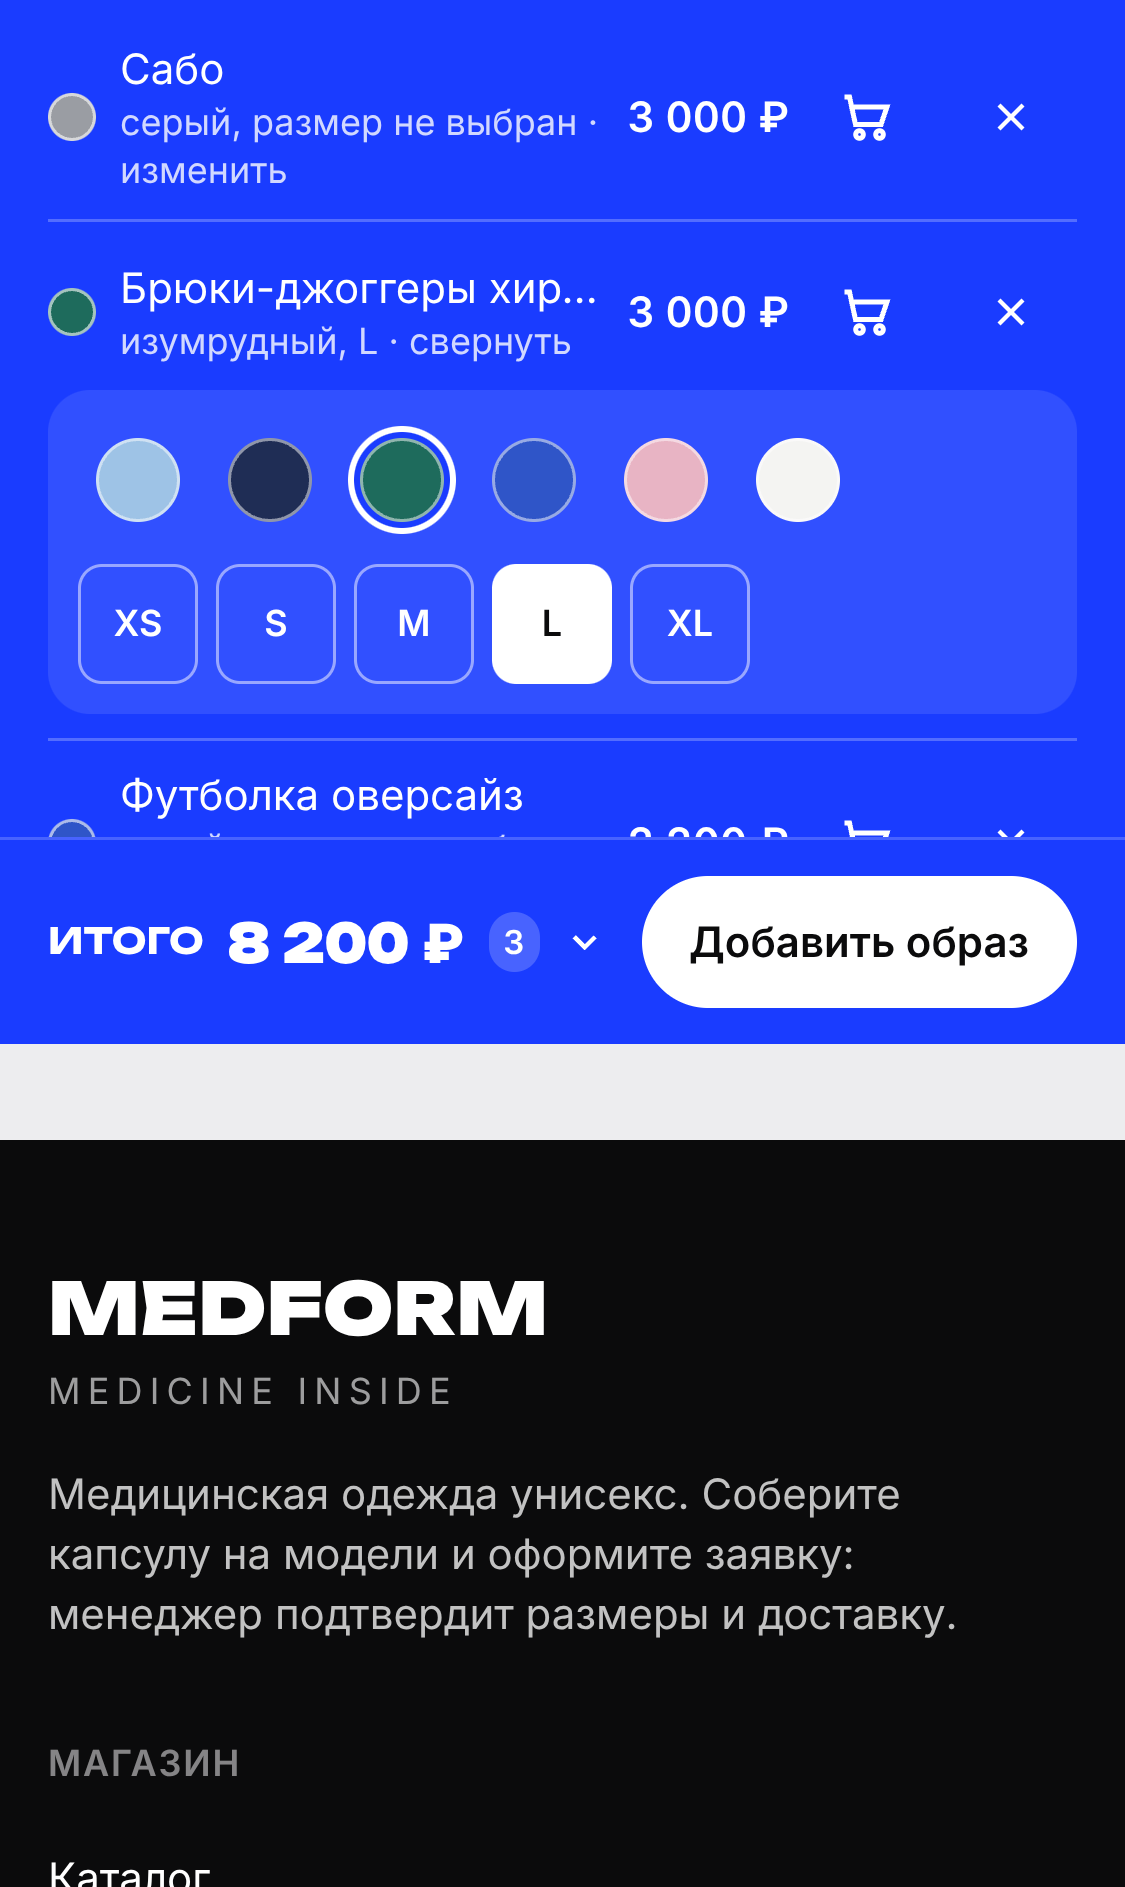 Сабо
серый, размер не выбран ·
изменить
3 000 ₽
Брюки-джоггеры хир...
изумрудный, L · свернуть
3 000 ₽
XS
S
M
L
XL
Футболка оверсайз
ИТОГО 8 200 ₽ 3
Добавить образ
MEDFORM
MEDICINE INSIDE
Медицинская одежда унисекс. Соберите
капсулу на модели и оформите заявку:
менеджер подтвердит размеры и доставку.
МАГАЗИН
Каталог